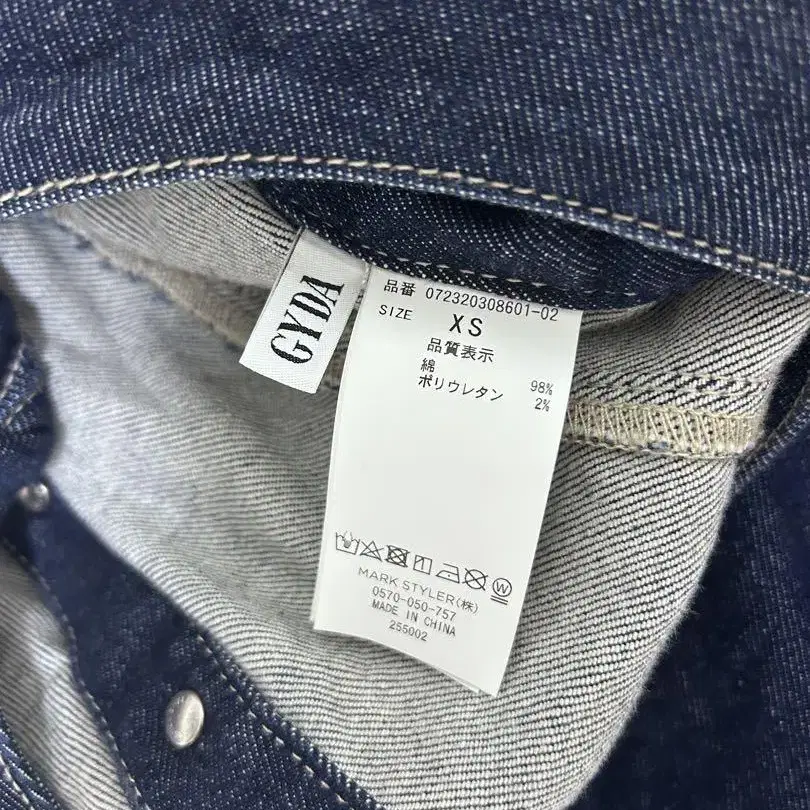 GYDA
品番 072320308601-02
SIZE XS
品質表示
綿 98%
ポリウレタン 2%
W
MARK STYLER(株)
0570-050-757
MADE IN CHINA
255002